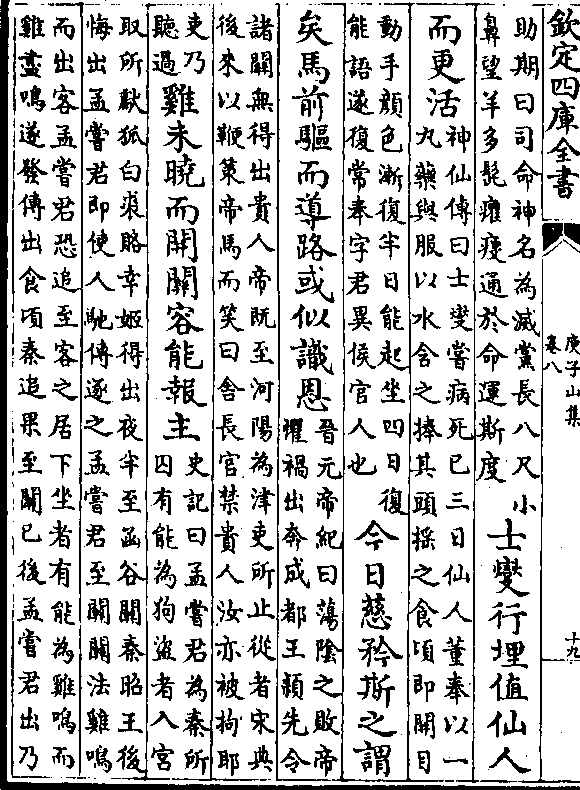 欽定四庫全書
庚子山集
卷八
十九
助期曰司命神名為滅黨長八尺小
鼻望羊多髭癯瘦通於命運斯度
士燮行埋值仙人
而更活
神仙傳曰士燮嘗病死已三日仙人董奉以一
丸藥與服以水含之捧其頭揺之食頃即開目
動手顔色漸復半日能起坐四日復
能語遂復常奉字君異侯官人也
今日慈矜斯之謂
矣馬前驅而導路或似識恩
晉元帝紀曰蕩陰之敗帝
懼禍出奔成都王穎先令
諸關無得出貴人帝既至河陽為津吏所止從者宋典
後來以鞭策帝馬而笑曰舍長官禁貴人汝亦被拘耶
吏乃
聽過
雞未曉而開關容能報主
史記曰孟嘗君為秦所
囚有能為狗盜者入宮
取所獻狐白裘賂幸姬得出夜半至函谷關秦昭王後
悔出孟嘗君即使人馳傳逐之孟嘗君至關關法雞鳴
而出客孟嘗君恐追至客之居下坐者有能為雞鳴而
雞盡鳴遂發傳出食頃秦追果至關已後孟嘗君出乃